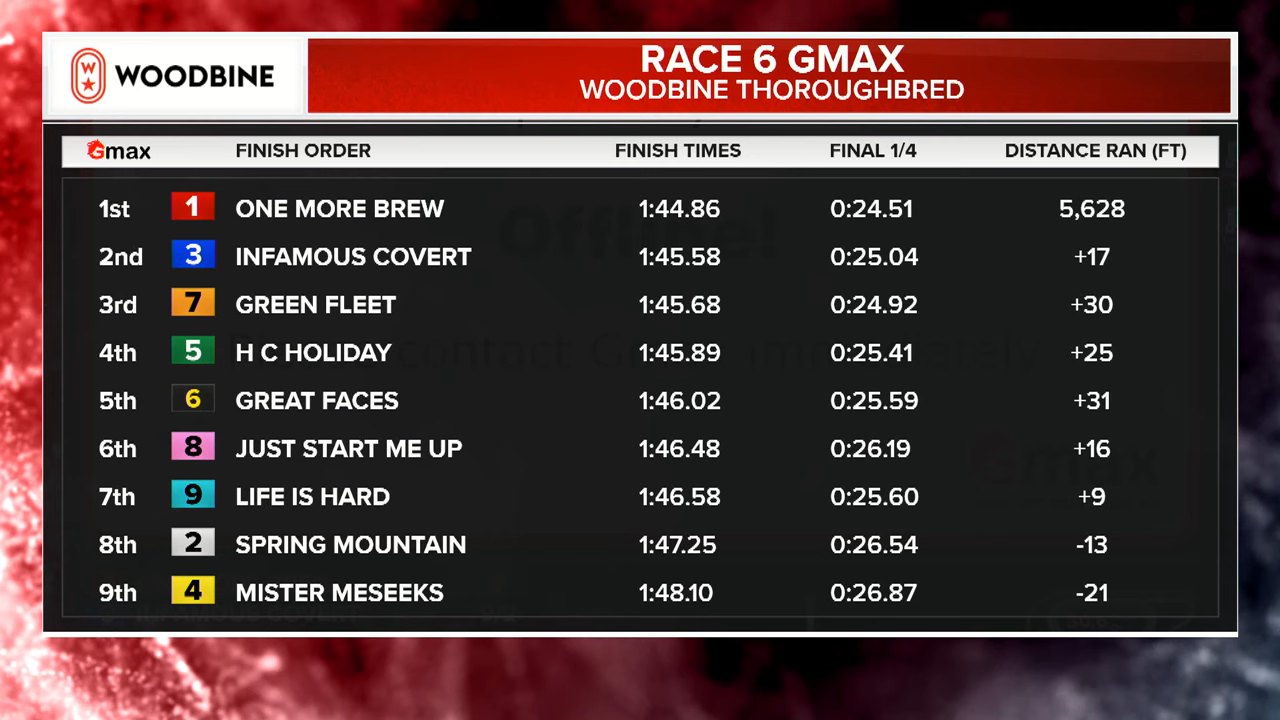 W
WOODBINE
RACE 6 GMAX
WOODBINE THOROUGHBRED
Gmax FINISH ORDER FINISH TIMES FINAL 1/4 DISTANCE RAN (FT)
1st 1 ONE MORE BREW 1:44.86 0:24.51 5,628
2nd 3 INFAMOUS COVERT 1:45.58 0:25.04 +17
3rd 7 GREEN FLEET 1:45.68 0:24.92 +30
4th 5 H C HOLIDAY 1:45.89 0:25.41 +25
5th 6 GREAT FACES 1:46.02 0:25.59 +31
6th 8 JUST START ME UP 1:46.48 0:26.19 +16
7th 9 LIFE IS HARD 1:46.58 0:25.60 +9
8th 2 SPRING MOUNTAIN 1:47.25 0:26.54 -13
9th 4 MISTER MESEEKS 1:48.10 0:26.87 -21
Offline!
contact